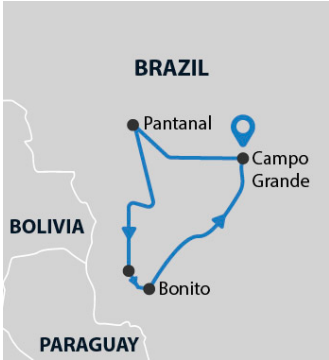 BRAZIL
Pantanal
Campo
Grande
BOLIVIA
Bonito
PARAGUAY